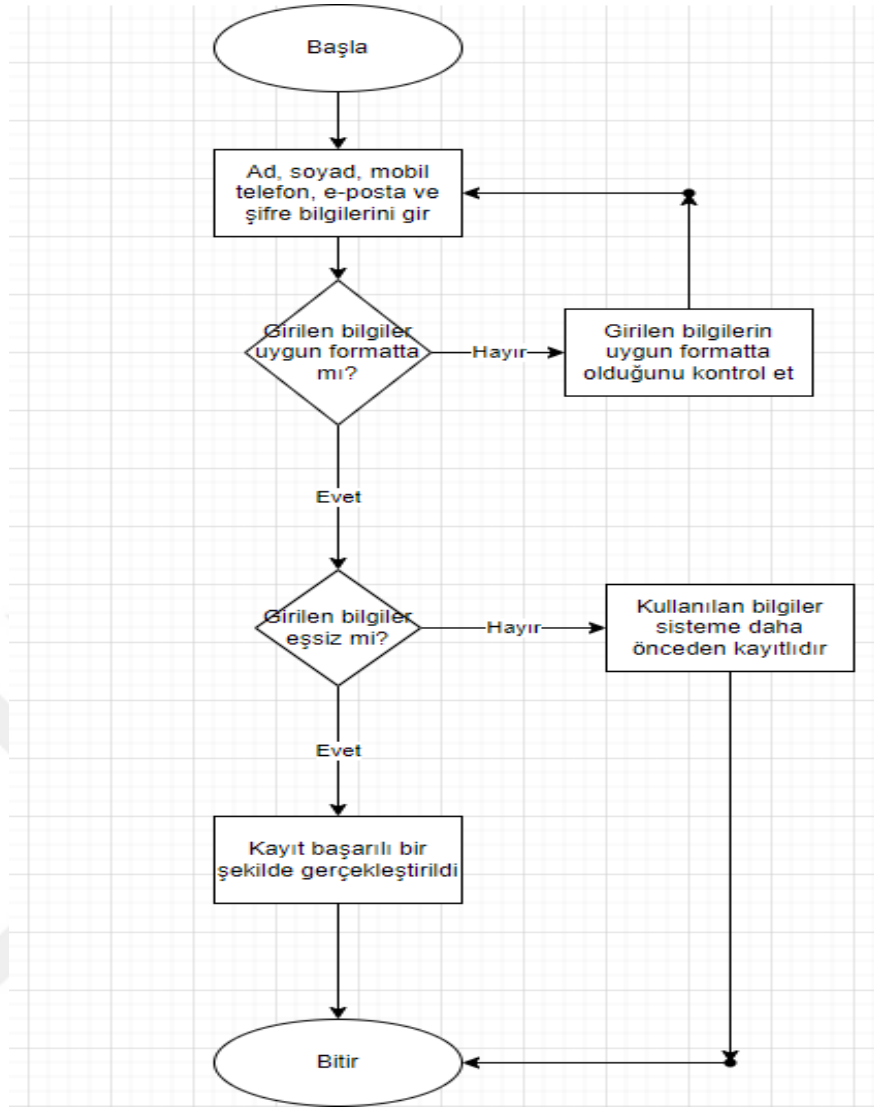 Başla
Ad, soyad, mobil
telefon, e-posta ve
şifre bilgilerini gir
Girilen bilgiler
uygun formatta
mı?
Hayır
Girilen bilgilerin
uygun formatta
olduğunu kontrol et
Evet
Girilen bilgiler
eşsiz mi?
Hayır
Kullanılan bilgiler
sisteme daha
önceden kayıtlıdır
Evet
Kayıt başarılı bir
şekilde gerçekleştirildi
Bitir